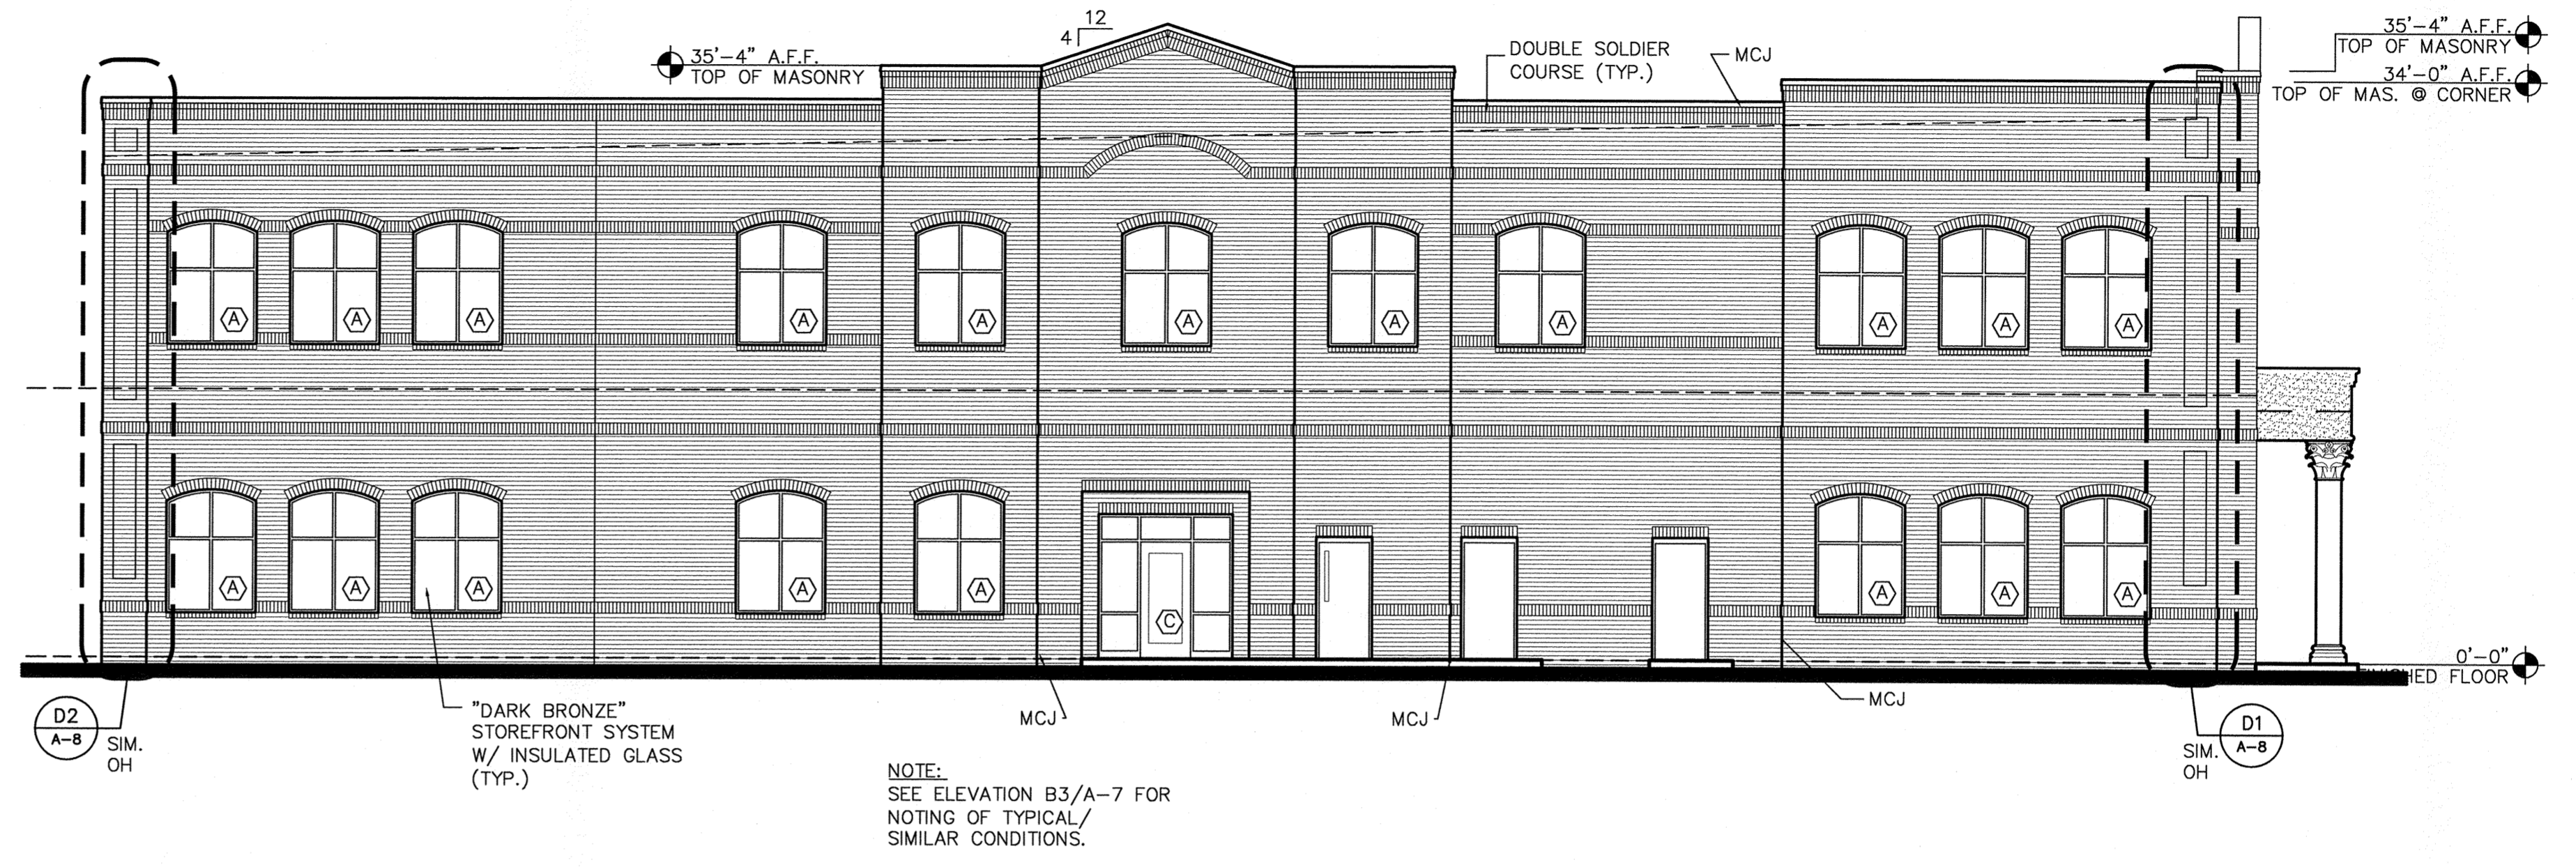 12
4
35'-4" A.F.F.
TOP OF MASONRY
DOUBLE SOLDIER
COURSE (TYP.)
MCJ
35'-4" A.F.F.
TOP OF MASONRY
34'-0" A.F.F.
TOP OF MAS. @ CORNER
A A A A A A A A A A A
A A A A A A A A
C
0'-0"
FLOOR
D2
A-8
SIM.
OH
"DARK BRONZE"
STOREFRONT SYSTEM
W/ INSULATED GLASS
(TYP.)
MCJ
MCJ
MCJ
D1
A-8
SIM.
OH
NOTE:
SEE ELEVATION B3/A-7 FOR
NOTING OF TYPICAL/
SIMILAR CONDITIONS.